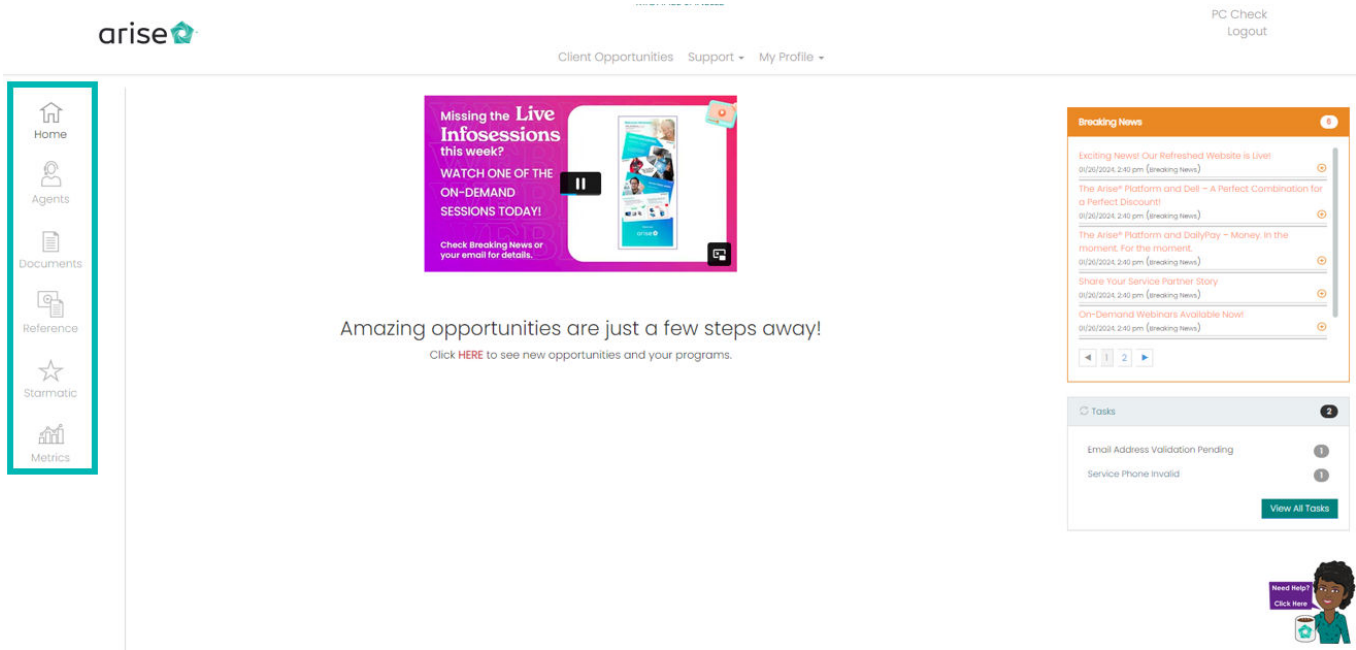 PC Check
Logout
arise
Client Opportunities Support My Profile
Home
Agents
Documents
Reference
Starmatic
Metrics
Missing the Live
Infosessions
this week?
WATCH ONE OF THE
ON-DEMAND
SESSIONS TODAY!
Check Breaking News or
your email for details.
arise
Amazing opportunities are just a few steps away!
Click HERE to see new opportunities and your programs.
Breaking News
Exciting News! Our Refreshed Website is Live!
01/26/2024, 2:40 pm (Breaking News)
The Arise® Platform and Dell – A Perfect Combination for
a Perfect Discount!
01/26/2024, 2:40 pm (Breaking News)
The Arise® Platform and DailyPay – Money. In the
moment. For the moment.
01/26/2024, 2:40 pm (Breaking News)
Share Your Service Partner Story
01/26/2024, 2:40 pm (Breaking News)
On-Demand Webinars Available Now!
01/26/2024, 2:40 pm (Breaking News)
1 2
Tasks 2
Email Address Validation Pending 1
Service Phone Invalid 1
View All Tasks
Need Help?
Click Here